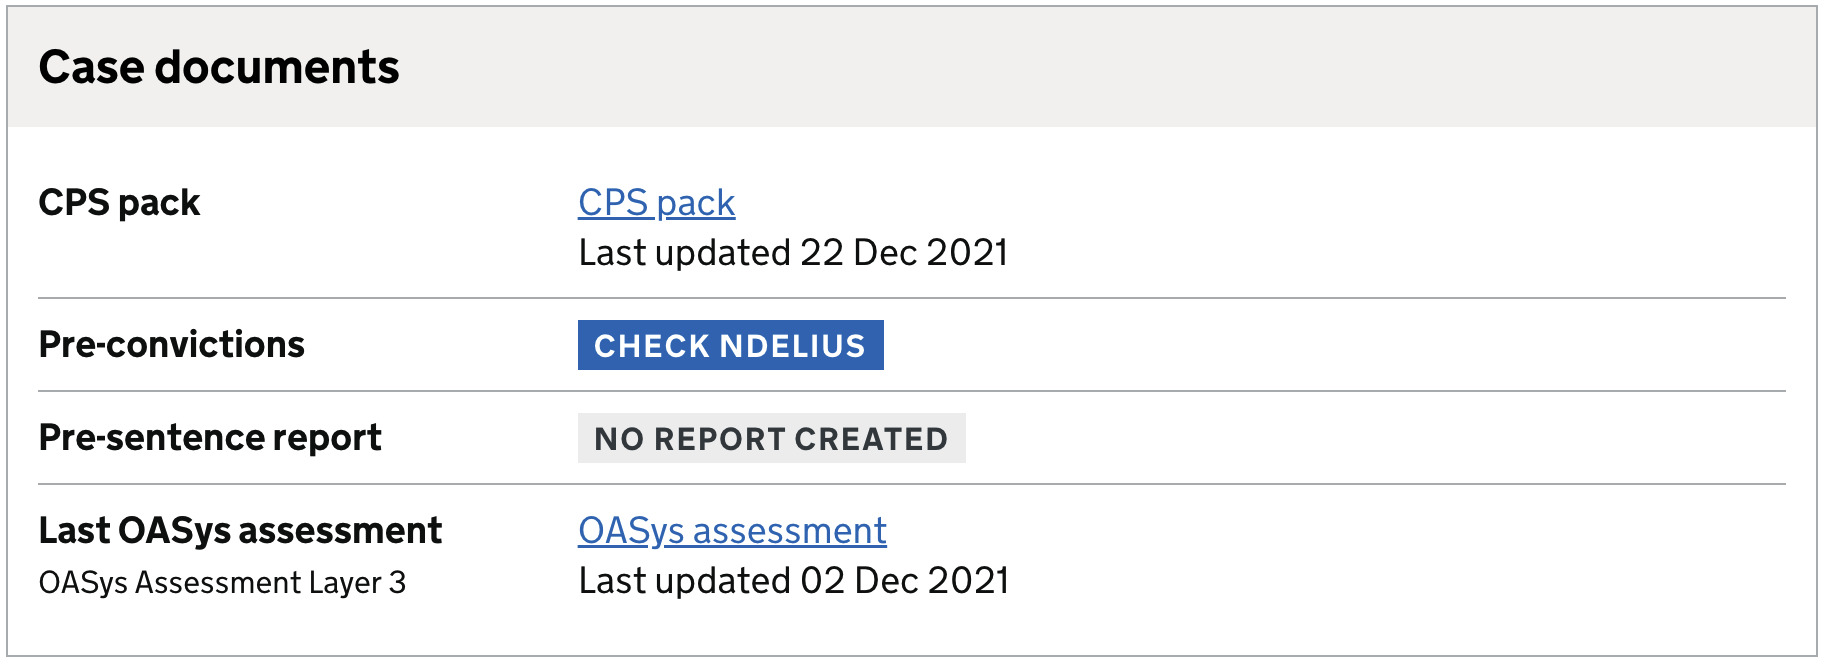 Case documents
CPS pack
CPS pack
Last updated 22 Dec 2021
Pre-convictions
CHECK NDELIUS
Pre-sentence report
NO REPORT CREATED
Last OASys assessment
OASys Assessment Layer 3
OASys assessment
Last updated 02 Dec 2021